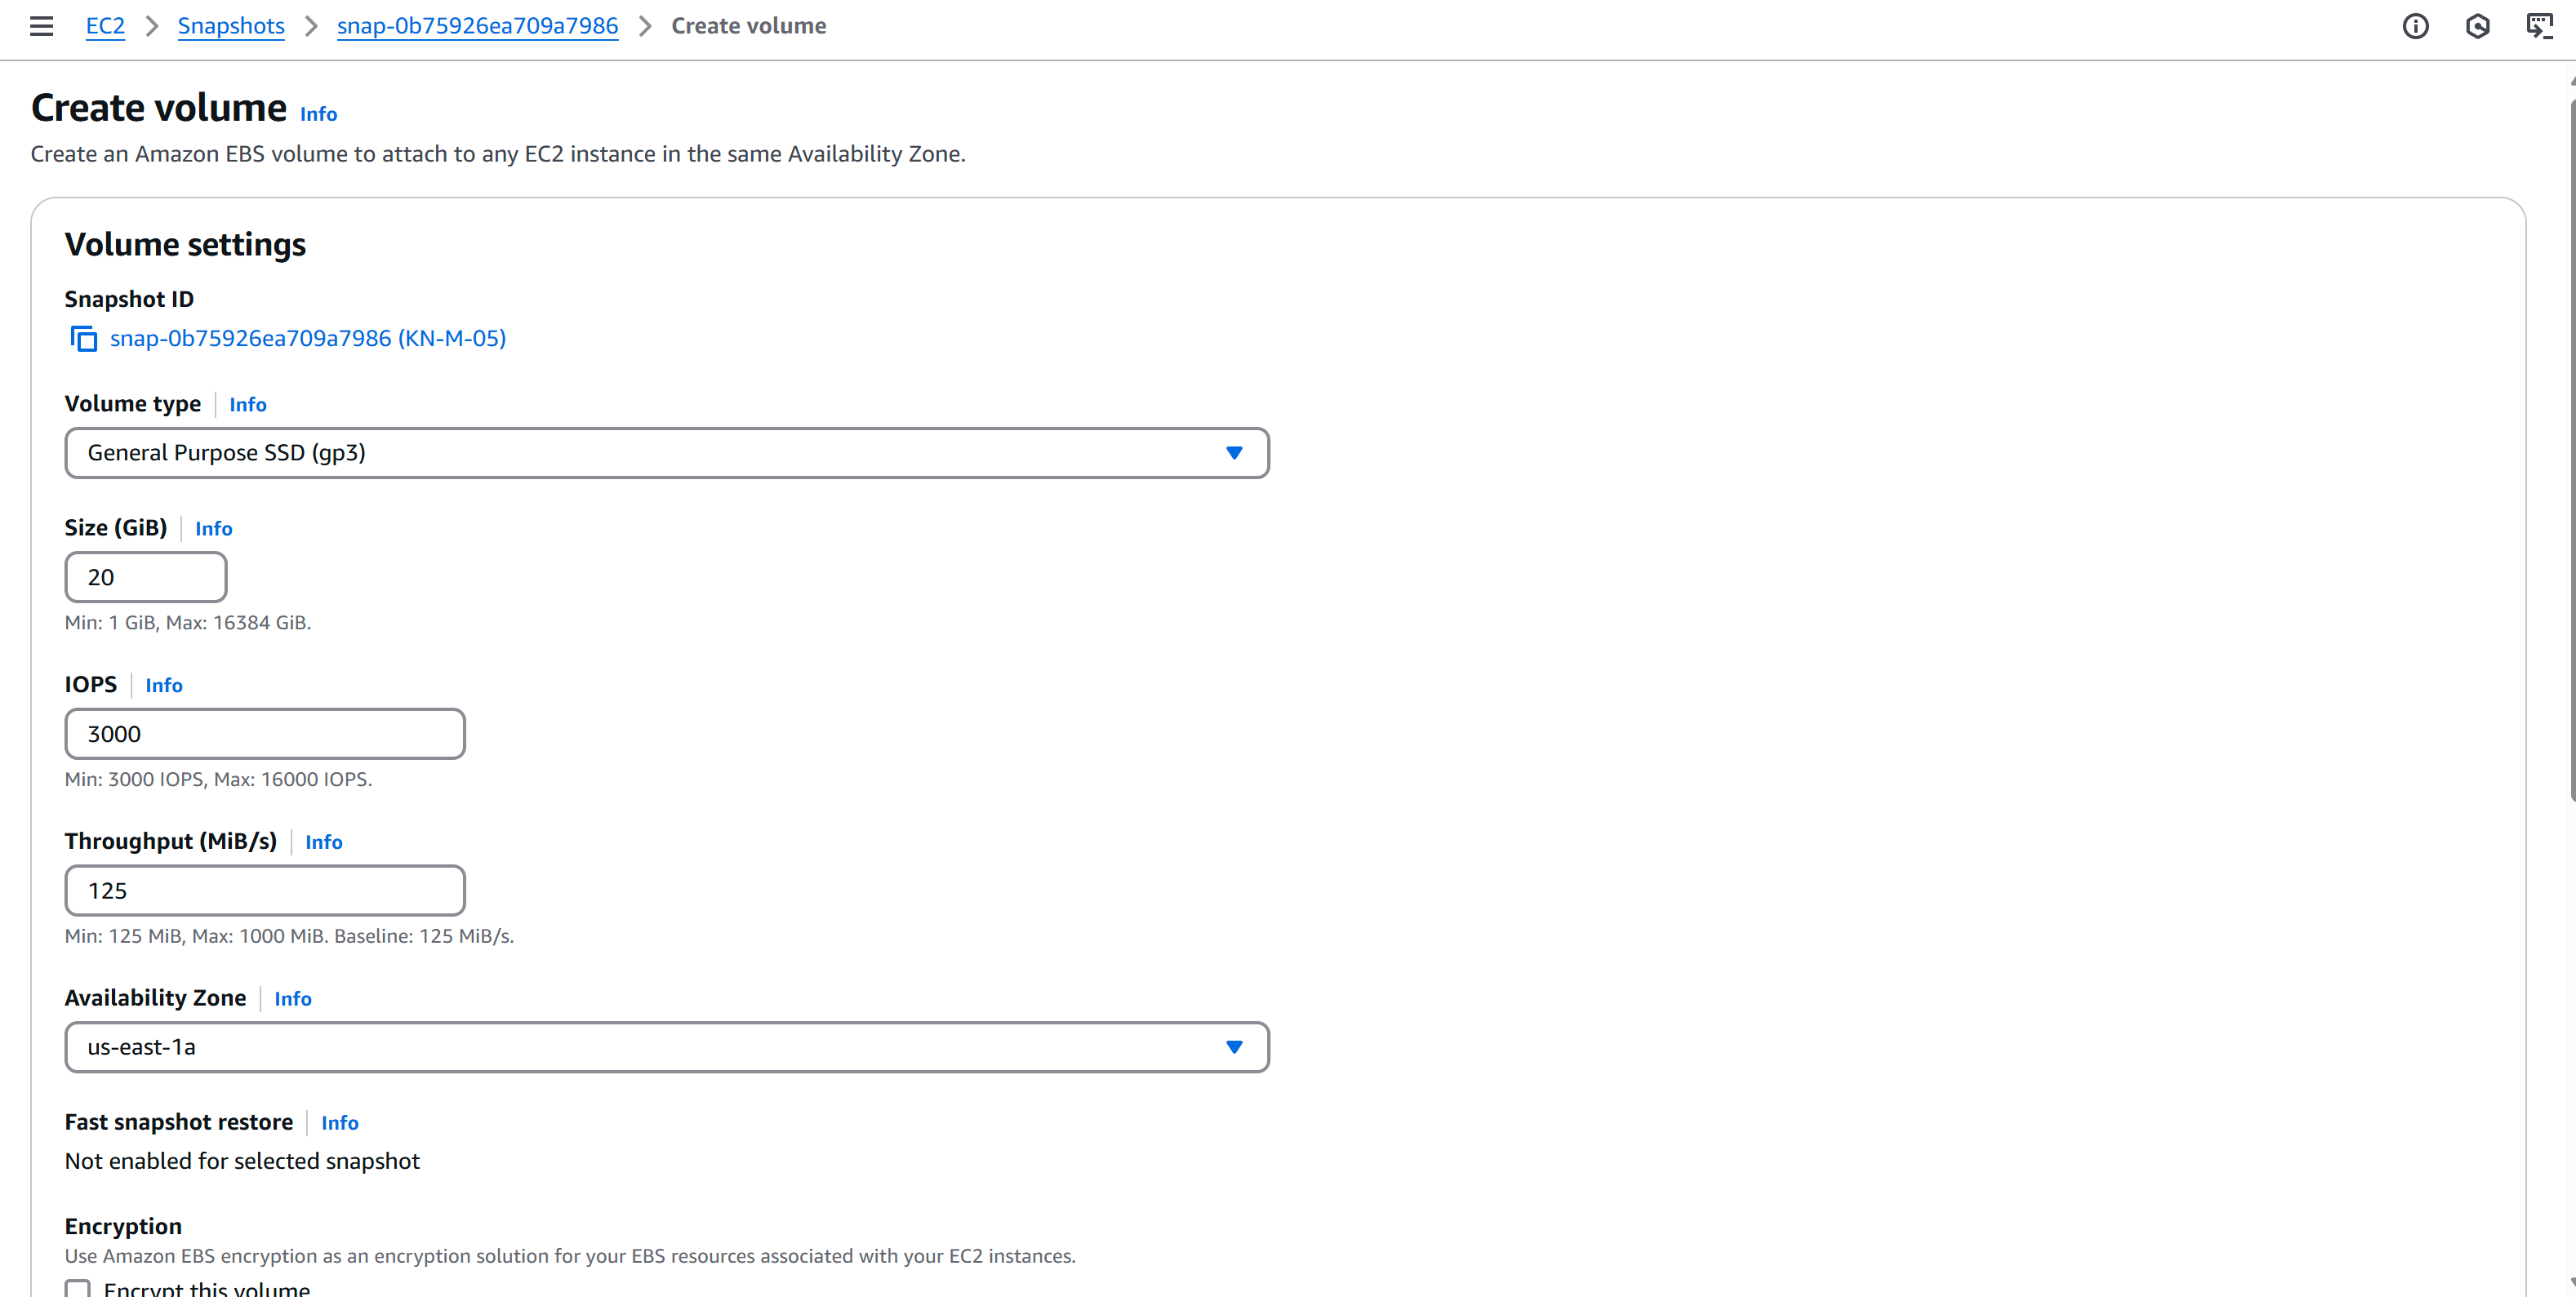 EC2 > Snapshots > snap-0b75926ea709a7986 > Create volume
Create volume Info
Create an Amazon EBS volume to attach to any EC2 instance in the same Availability Zone.
Volume settings
Snapshot ID
snap-0b75926ea709a7986 (KN-M-05)
Volume type | Info
General Purpose SSD (gp3)
Size (GiB) | Info
20
Min: 1 GiB, Max: 16384 GiB.
IOPS | Info
3000
Min: 3000 IOPS, Max: 16000 IOPS.
Throughput (MiB/s) | Info
125
Min: 125 MiB, Max: 1000 MiB. Baseline: 125 MiB/s.
Availability Zone | Info
us-east-1a
Fast snapshot restore | Info
Not enabled for selected snapshot
Encryption
Use Amazon EBS encryption as an encryption solution for your EBS resources associated with your EC2 instances.
Encrypt this volume